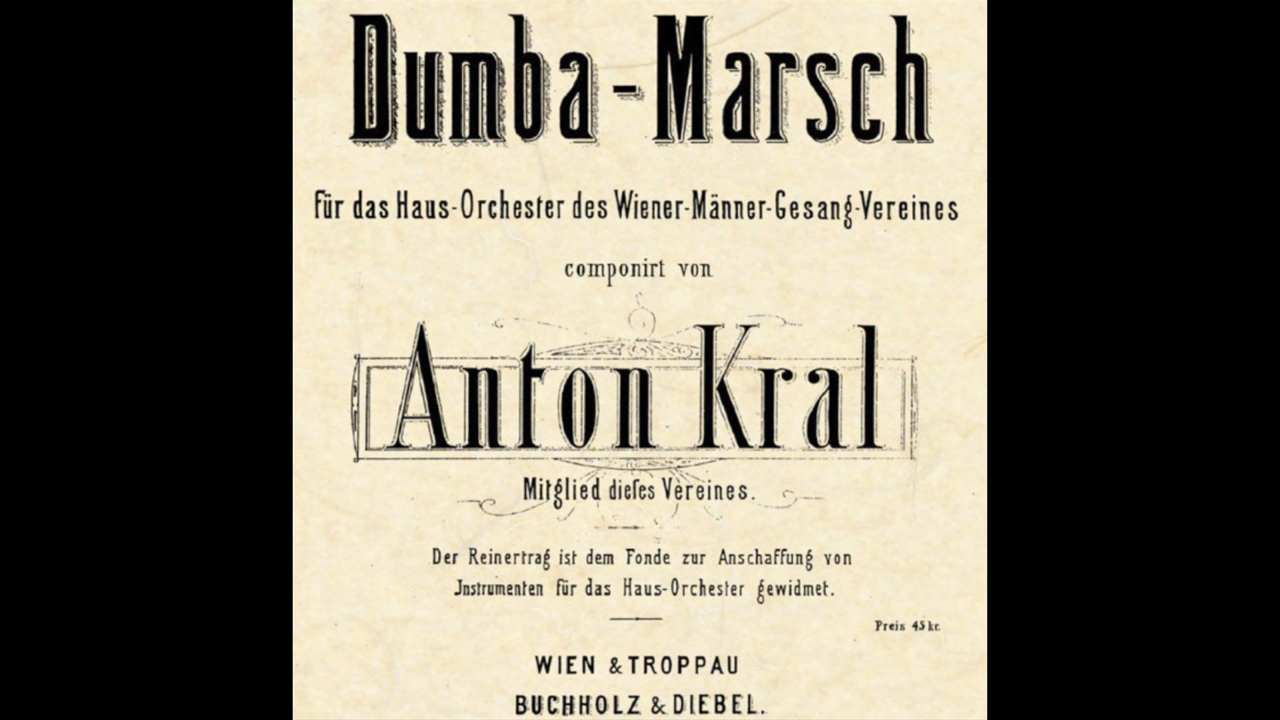 Dumba-Marsch
für das Haus-Orchester des Wiener-Männer-Gesang-Vereines
componirt von
Anton Kral
Mitglied dieſes Vereines.
Der Reinertrag ist dem Fonde zur Anschaffung von
Jnstrumenten für das Haus-Orchester gewidmet.
Preis 45 kr.
WIEN & TROPPAU
BUCHHOLZ & DIEBEL.